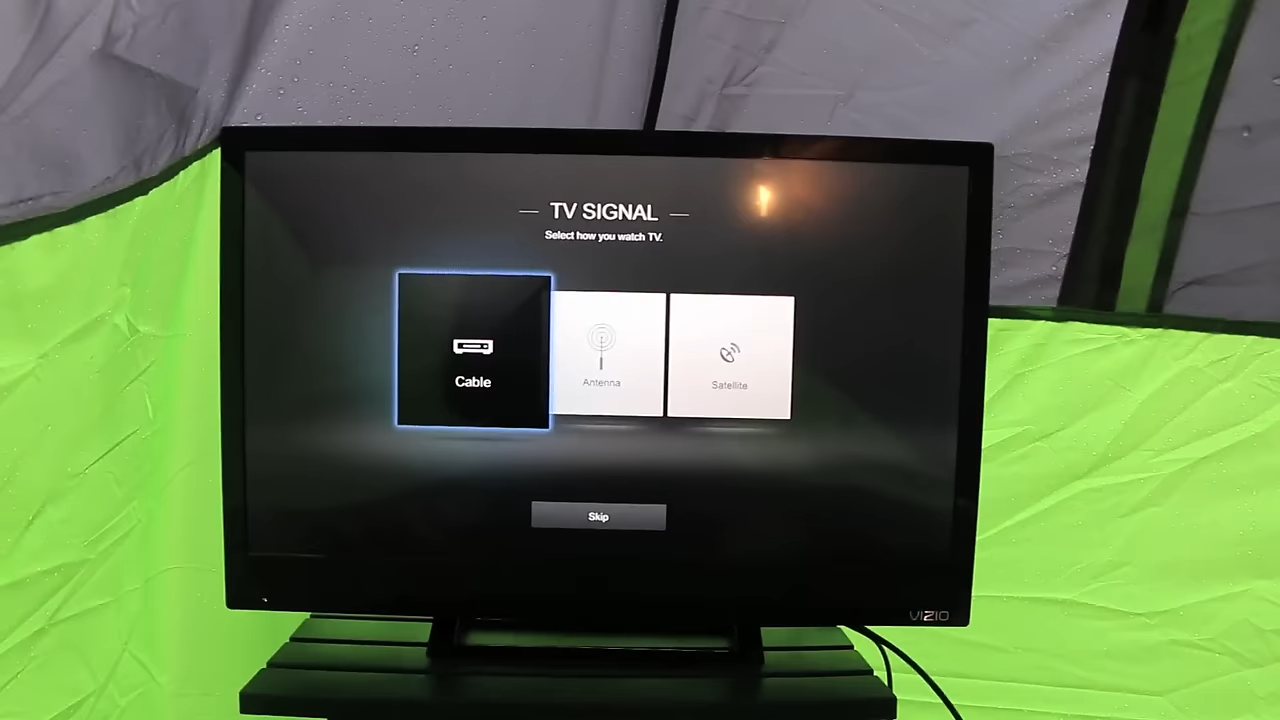 TV SIGNAL
Select how you watch TV.
Cable
Antenna
Satellite
Skip
VIZIO